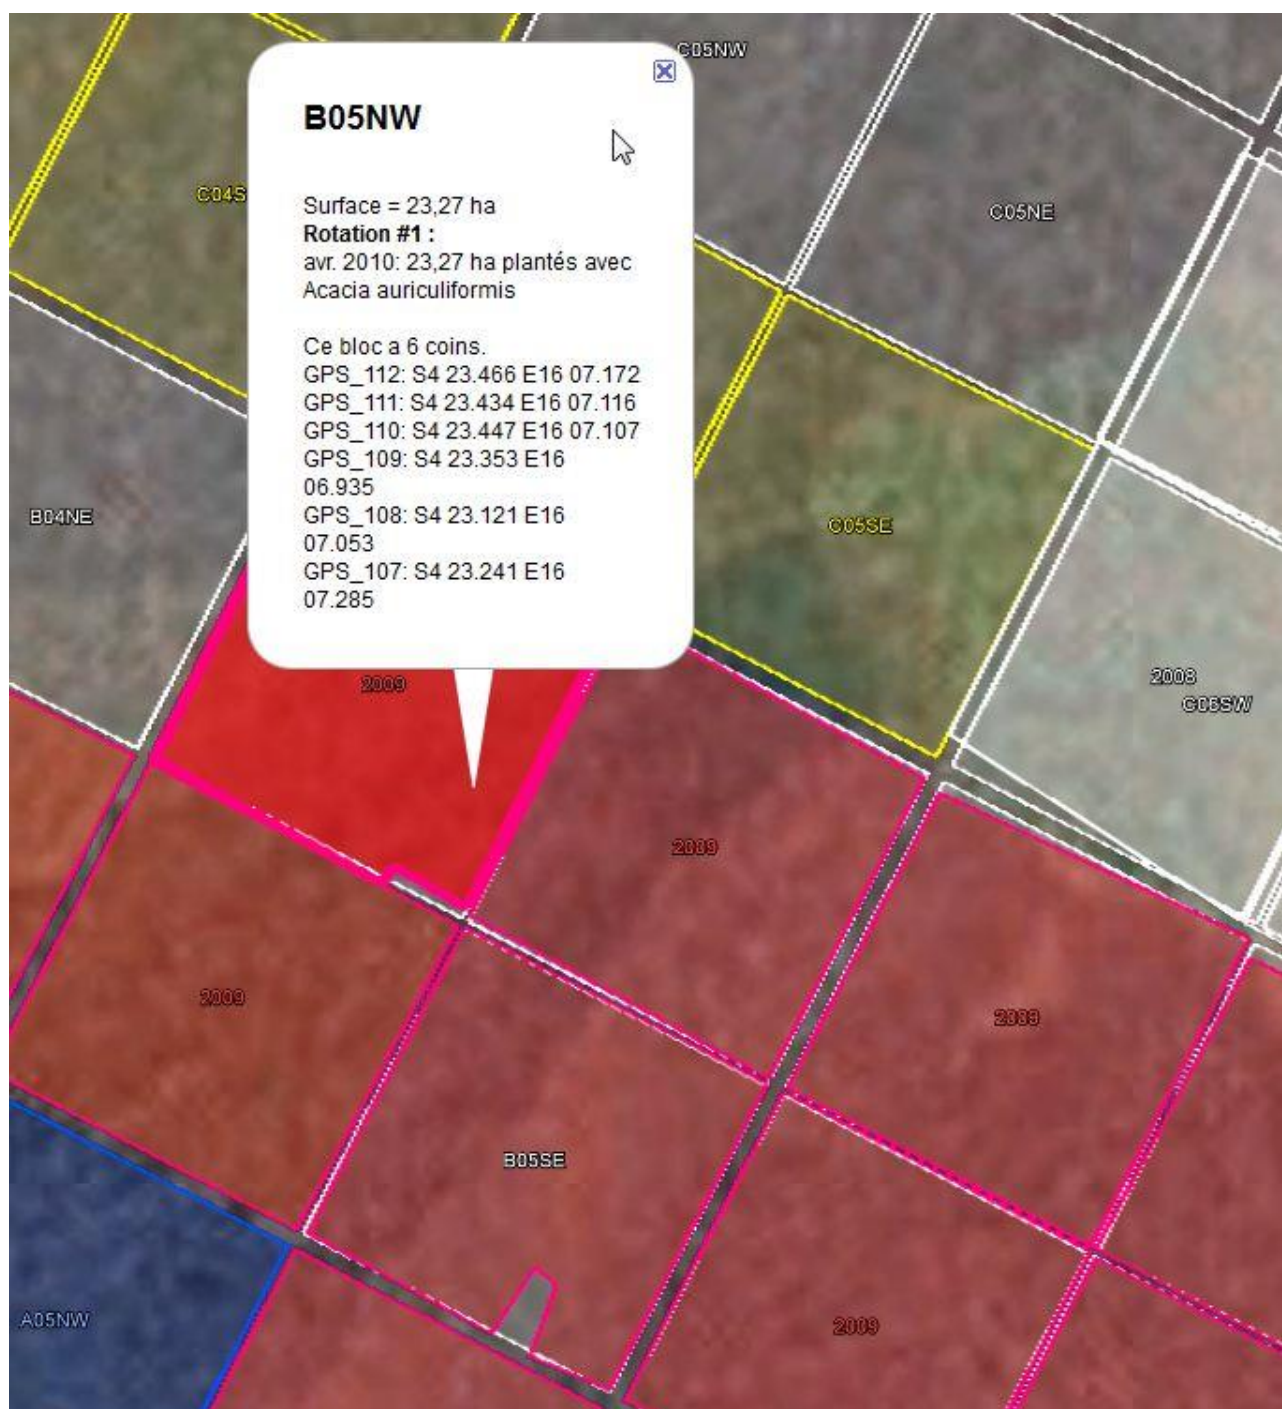 C05NW
B05NW
C04S
C05NE
Surface = 23,27 ha
Rotation #1 :
avr. 2010: 23,27 ha plantés avec
Acacia auriculiformis
Ce bloc a 6 coins.
GPS_112: S4 23.466 E16 07.172
GPS_111: S4 23.434 E16 07.116
GPS_110: S4 23.447 E16 07.107
GPS_109: S4 23.353 E16
06.935
GPS_108: S4 23.121 E16
07.053
GPS_107: S4 23.241 E16
07.285
B04NE
C05SE
2009
2008
C06SW
2009
2009
2009
B05SE
A05NW
2009